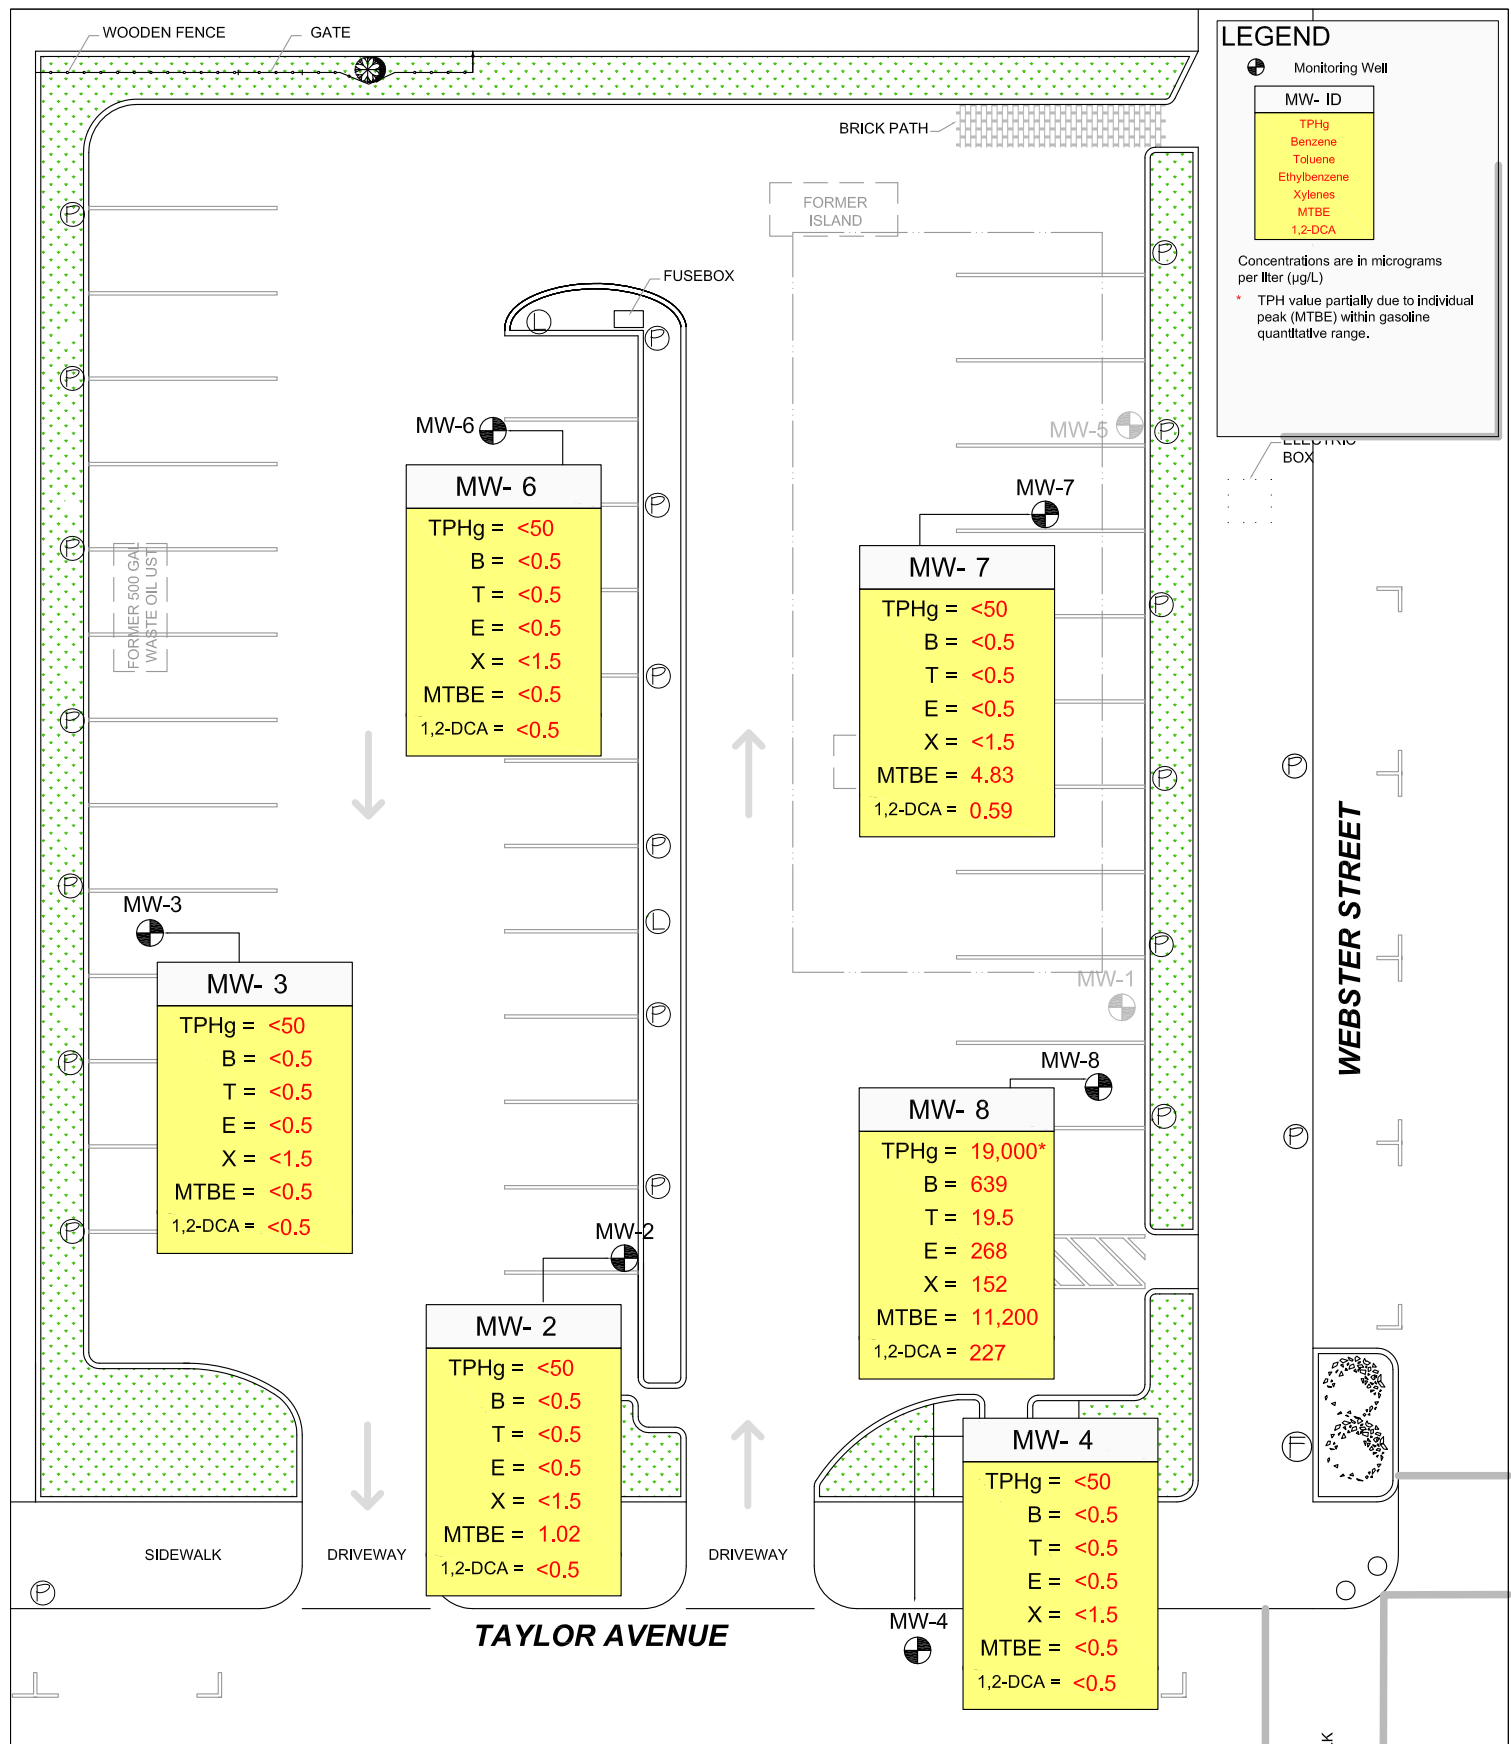 WOODEN FENCE
GATE
LEGEND
Monitoring Well
MW- ID
TPHg
Benzene
Toluene
Ethylbenzene
Xylenes
MTBE
1,2-DCA
Concentrations are in micrograms
per liter (µg/L)
* TPH value partially due to individual
peak (MTBE) within gasoline
quantitative range.
BRICK PATH
FORMER
ISLAND
FUSEBOX
ELECTRIC
BOX
MW-5
MW-6
MW- 6
TPHg = <50
B = <0.5
T = <0.5
E = <0.5
X = <1.5
MTBE = <0.5
1,2-DCA = <0.5
MW-7
MW- 7
TPHg = <50
B = <0.5
T = <0.5
E = <0.5
X = <1.5
MTBE = 4.83
1,2-DCA = 0.59
FORMER 500 GAL
WASTE OIL UST
MW-3
MW- 3
TPHg = <50
B = <0.5
T = <0.5
E = <0.5
X = <1.5
MTBE = <0.5
1,2-DCA = <0.5
MW-1
MW-8
MW- 8
TPHg = 19,000*
B = 639
T = 19.5
E = 268
X = 152
MTBE = 11,200
1,2-DCA = 227
WEBSTER STREET
MW-2
MW- 2
TPHg = <50
B = <0.5
T = <0.5
E = <0.5
X = <1.5
MTBE = 1.02
1,2-DCA = <0.5
MW- 4
TPHg = <50
B = <0.5
T = <0.5
E = <0.5
X = <1.5
MTBE = <0.5
1,2-DCA = <0.5
MW-4
SIDEWALK
DRIVEWAY
DRIVEWAY
TAYLOR AVENUE
P
P
P
P
P
P
P
P
L
P
P
P
P
L
P
P
P
P
P
P
P
P
P
P
P
F
K